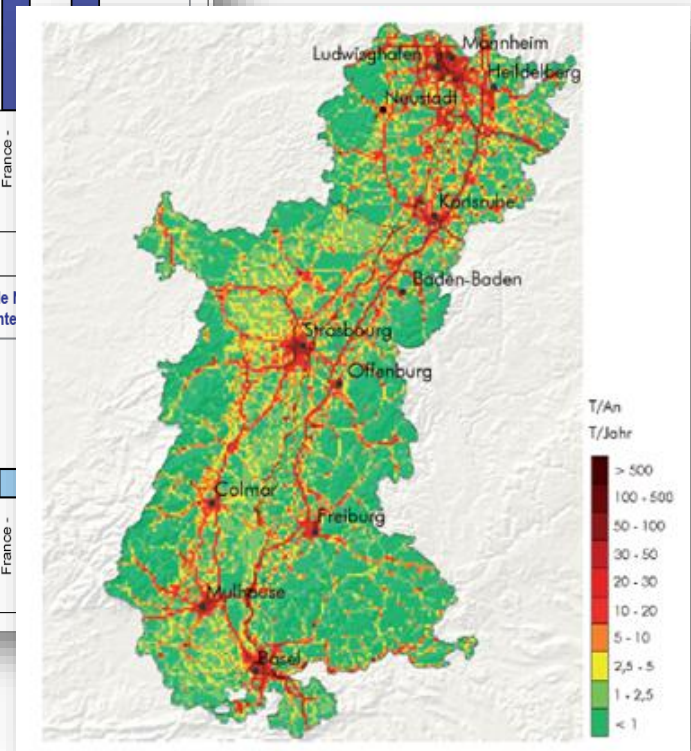 France -
France -
Mannheim
Ludwigshafen
Heildelberg
Neustadt
Karlsruhe
Baden-Baden
Strasbourg
Offenburg
Colmar
Freiburg
Mulhouse
Basel
T/An
T/Jahr
> 500
100 - 500
50 - 100
30 - 50
20 - 30
10 - 20
5 - 10
2,5 - 5
1 - 2,5
< 1